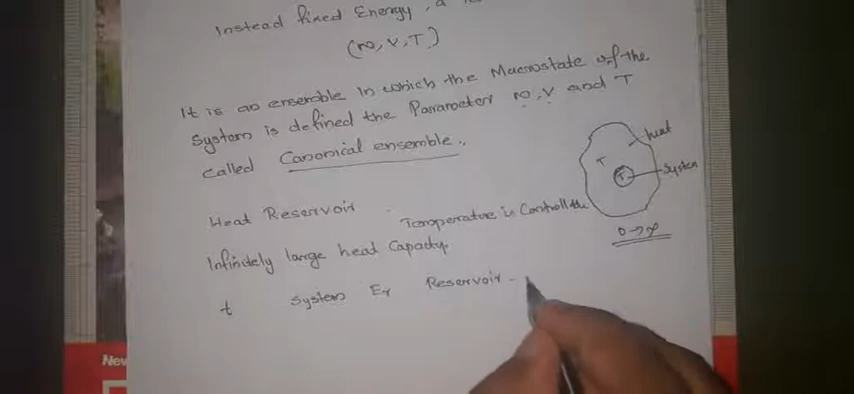 Instead fixed Energy, a
(N, V, T)
It is an ensemble in which the Macrostate of the
System is defined the Parameter N, V and T
called Canonical ensemble.
heat
T
T
System
0→∞
Heat Reservoir
Temperature is Controll the
Infinitely large heat Capacity.
t System Er Reservoir -
New